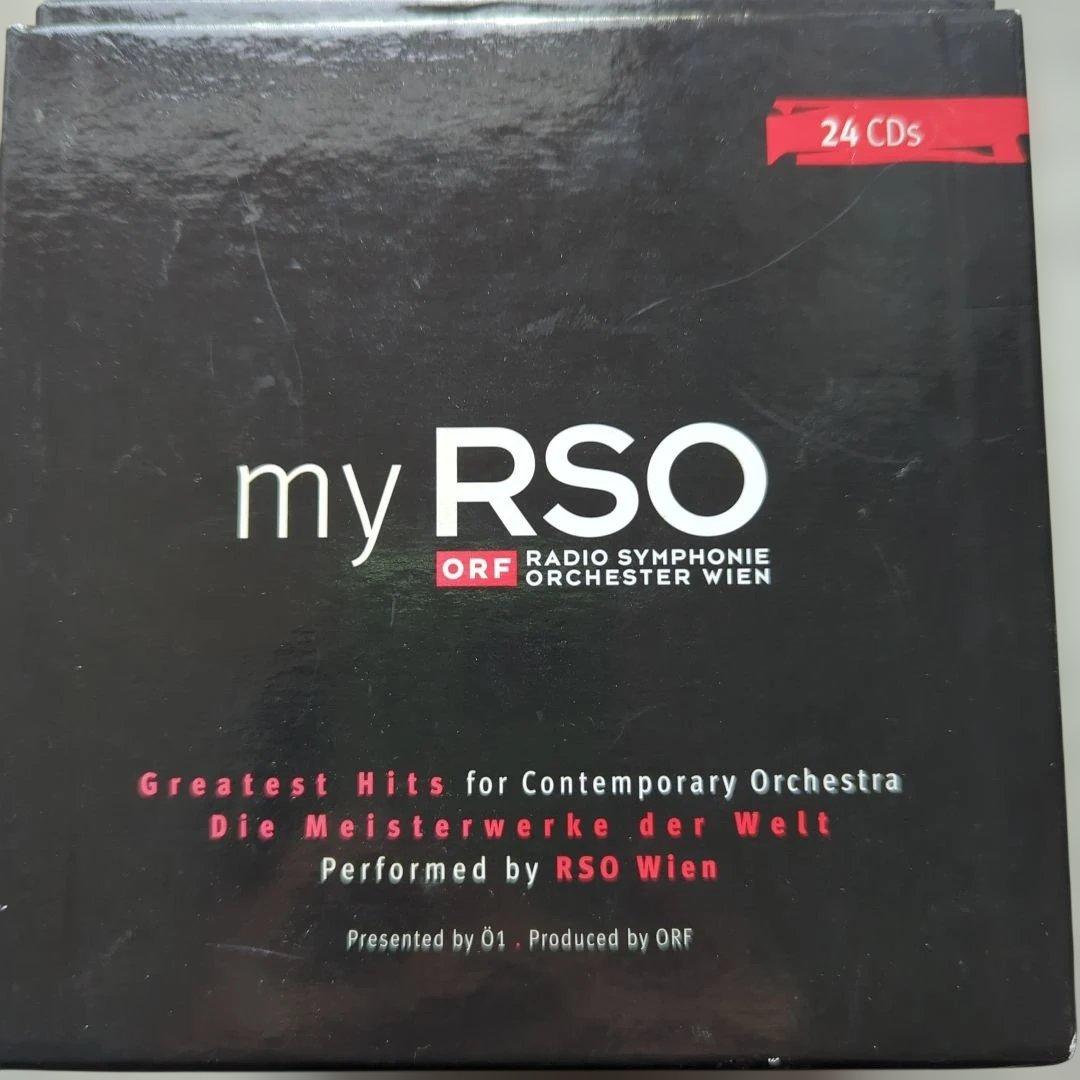 24 CDs
my RSO
ORF RADIO SYMPHONIE
ORCHESTER WIEN
Greatest Hits for Contemporary Orchestra
Die Meisterwerke der Welt
Performed by RSO Wien
Presented by Ö1 . Produced by ORF